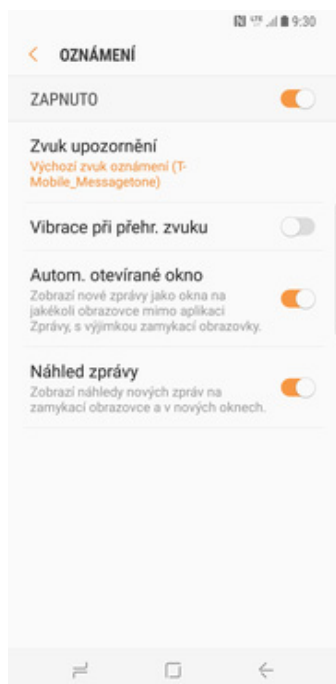 LTE 9:30
OZNÁMENÍ
ZAPNUTO
Zvuk upozornění
Výchozí zvuk oznámení (T-
Mobile_Messagetone)
Vibrace při přehr. zvuku
Autom. otevírané okno
Zobrazí nové zprávy jako okna na
jakékoli obrazovce mimo aplikaci
Zprávy, s výjimkou zamykací obrazovky.
Náhled zprávy
Zobrazí náhledy nových zpráv na
zamykací obrazovce a v nových oknech.